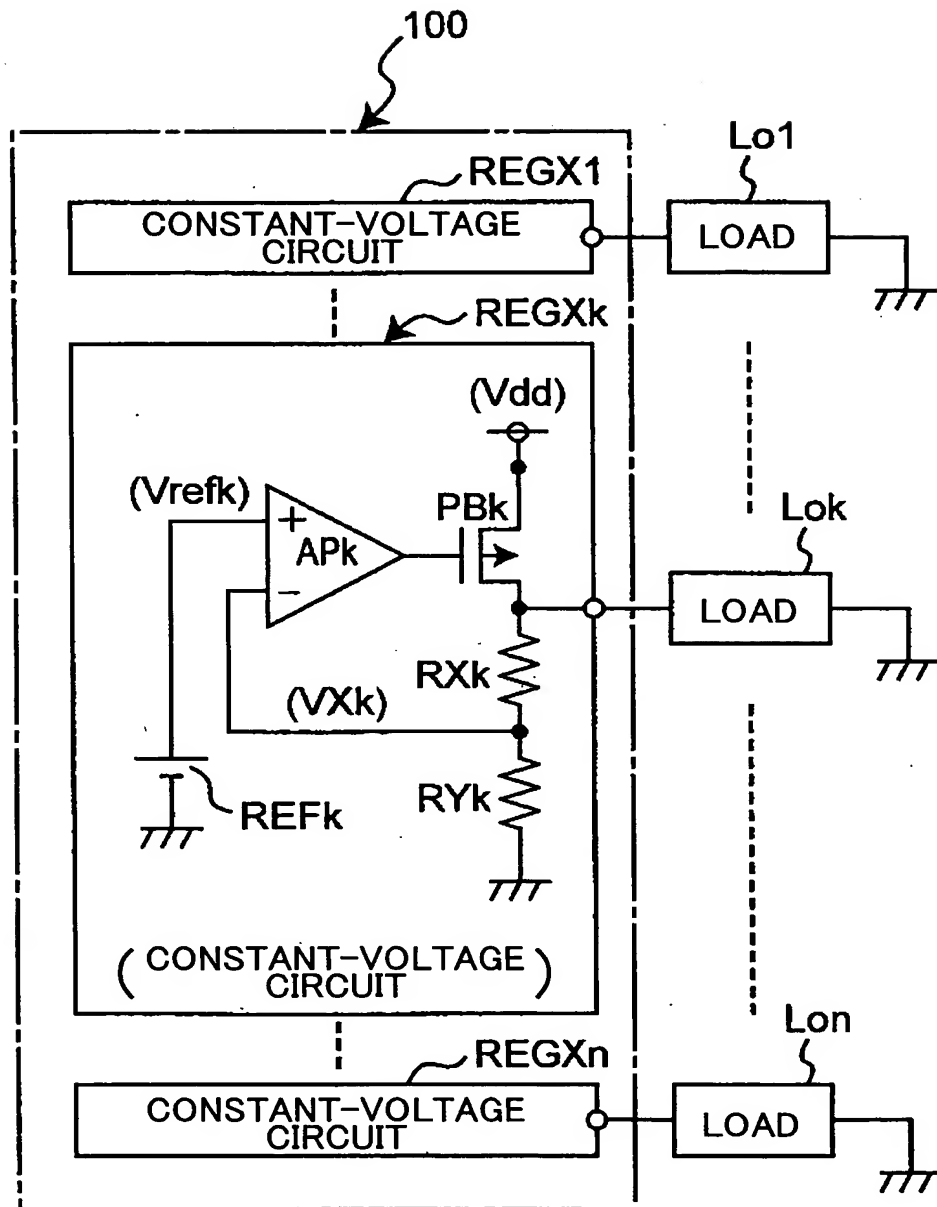 100
Lo1
REGX1
CONSTANT-VOLTAGE
CIRCUIT
LOAD
REGXk
(Vdd)
(Vrefk)
PBk
Lok
+
APk
-
LOAD
RXk
(VXk)
RYk
REFk
(CONSTANT-VOLTAGE
CIRCUIT)
Lon
REGXn
CONSTANT-VOLTAGE
CIRCUIT
LOAD